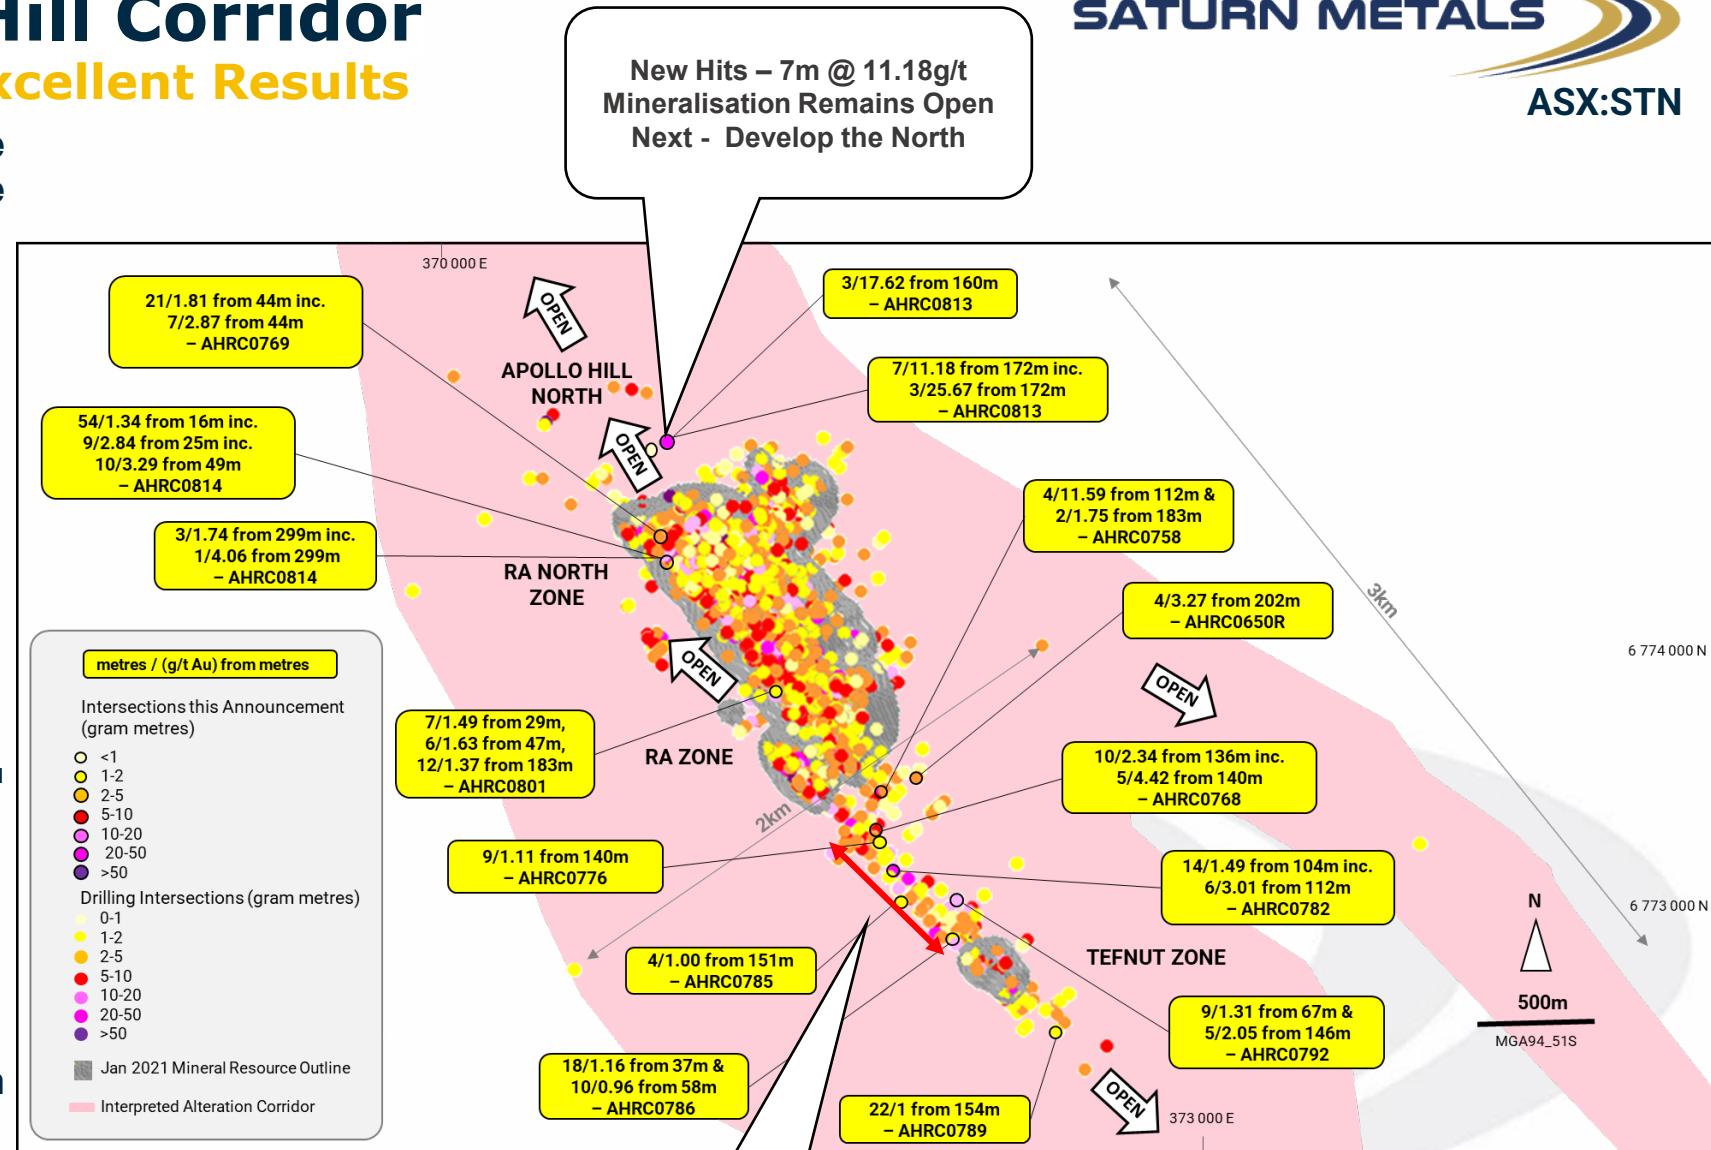 Hill Corridor
xcellent Results
e
e
SATURN METALS
ASX:STN
New Hits – 7m @ 11.18g/t
Mineralisation Remains Open
Next - Develop the North
370 000 E
21/1.81 from 44m inc.
7/2.87 from 44m
– AHRC0769
OPEN
3/17.62 from 160m
– AHRC0813
APOLLO HILL
NORTH
7/11.18 from 172m inc.
3/25.67 from 172m
– AHRC0813
54/1.34 from 16m inc.
9/2.84 from 25m inc.
10/3.29 from 49m
– AHRC0814
OPEN
4/11.59 from 112m &
2/1.75 from 183m
– AHRC0758
3/1.74 from 299m inc.
1/4.06 from 299m
– AHRC0814
RA NORTH
ZONE
3km
4/3.27 from 202m
– AHRC0650R
6 774 000 N
OPEN
OPEN
7/1.49 from 29m,
6/1.63 from 47m,
12/1.37 from 183m
– AHRC0801
RA ZONE
10/2.34 from 136m inc.
5/4.42 from 140m
– AHRC0768
2km
9/1.11 from 140m
– AHRC0776
14/1.49 from 104m inc.
6/3.01 from 112m
– AHRC0782
N
6 773 000 N
4/1.00 from 151m
– AHRC0785
TEFNUT ZONE
500m
MGA94_51S
9/1.31 from 67m &
5/2.05 from 146m
– AHRC0792
18/1.16 from 37m &
10/0.96 from 58m
– AHRC0786
22/1 from 154m
– AHRC0789
OPEN
373 000 E
metres / (g/t Au) from metres
Intersections this Announcement
(gram metres)
<1
1-2
2-5
5-10
10-20
20-50
>50
Drilling Intersections (gram metres)
0-1
1-2
2-5
5-10
10-20
20-50
>50
Jan 2021 Mineral Resource Outline
Interpreted Alteration Corridor